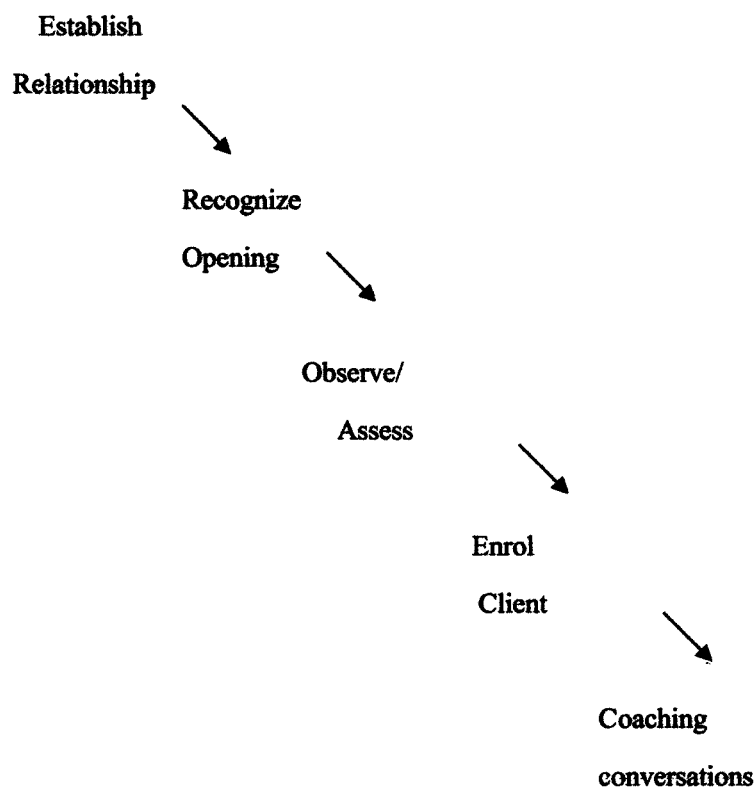 Establish
Relationship
Recognize
Opening
Observe/
Assess
Enrol
Client
Coaching
conversations